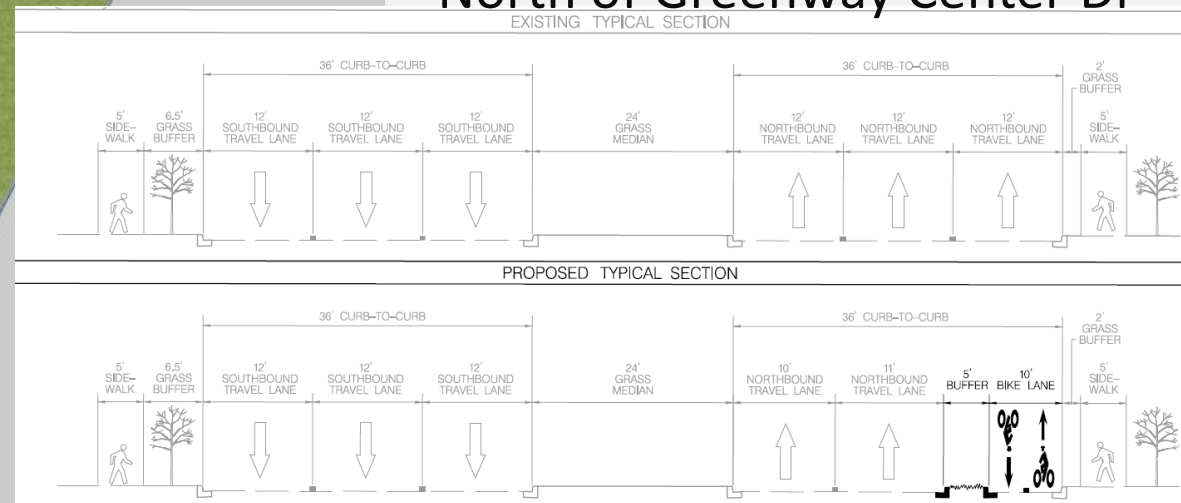 North of Greenway Center Dr
EXISTING TYPICAL SECTION
36' CURB-TO-CURB
36' CURB-TO-CURB
5'
SIDE-
WALK
6.5'
GRASS
BUFFER
12'
SOUTHBOUND
TRAVEL LANE
12'
SOUTHBOUND
TRAVEL LANE
12'
SOUTHBOUND
TRAVEL LANE
24'
GRASS
MEDIAN
12'
NORTHBOUND
TRAVEL LANE
12'
NORTHBOUND
TRAVEL LANE
12'
NORTHBOUND
TRAVEL LANE
2'
GRASS
BUFFER
5'
SIDE-
WALK
PROPOSED TYPICAL SECTION
36' CURB-TO-CURB
36' CURB-TO-CURB
5'
SIDE-
WALK
6.5'
GRASS
BUFFER
12'
SOUTHBOUND
TRAVEL LANE
12'
SOUTHBOUND
TRAVEL LANE
12'
SOUTHBOUND
TRAVEL LANE
24'
GRASS
MEDIAN
10'
NORTHBOUND
TRAVEL LANE
11'
NORTHBOUND
TRAVEL LANE
5'
BUFFER
10'
BIKE LANE
2'
GRASS
BUFFER
5'
SIDE-
WALK